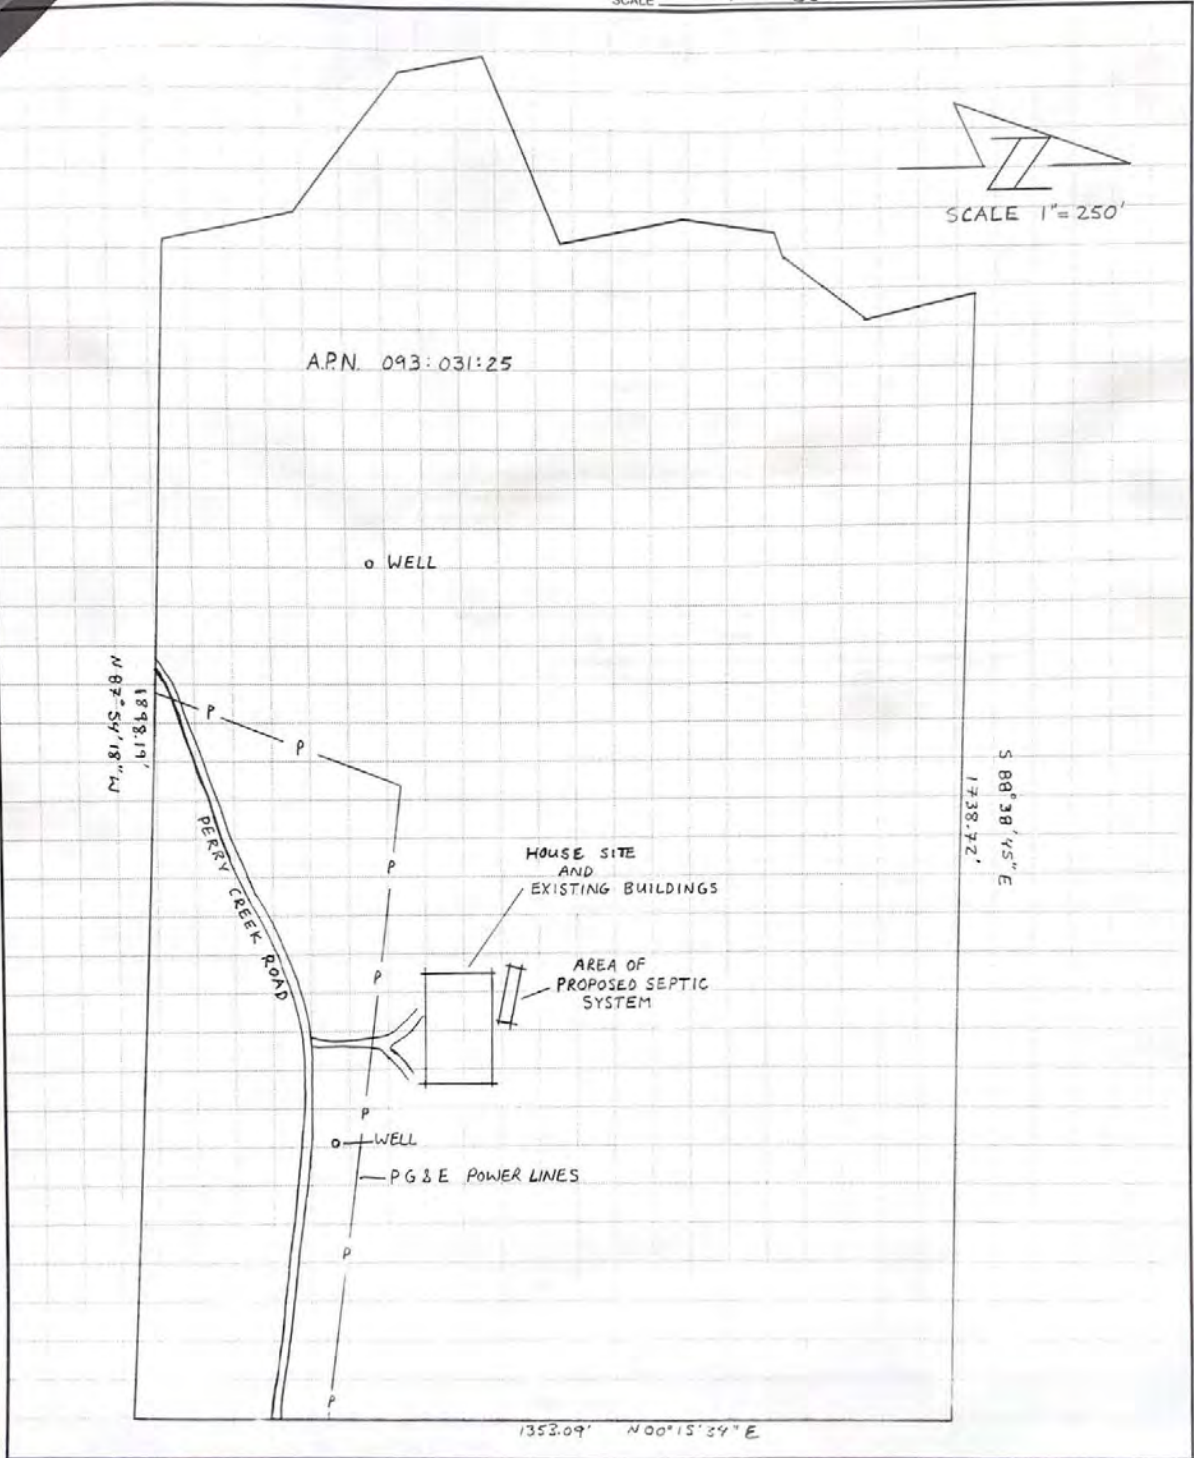 SCALE
SCALE 1"=250'
A.P.N. 093:031:25
WELL
N 87°54'18" W
1898.19'
P
P
PERRY CREEK ROAD
S 88°38'45" E
1738.72'
P
HOUSE SITE
AND
EXISTING BUILDINGS
P
AREA OF
PROPOSED SEPTIC
SYSTEM
P
WELL
PG&E POWER LINES
P
P
1353.09' N00°15'34"E